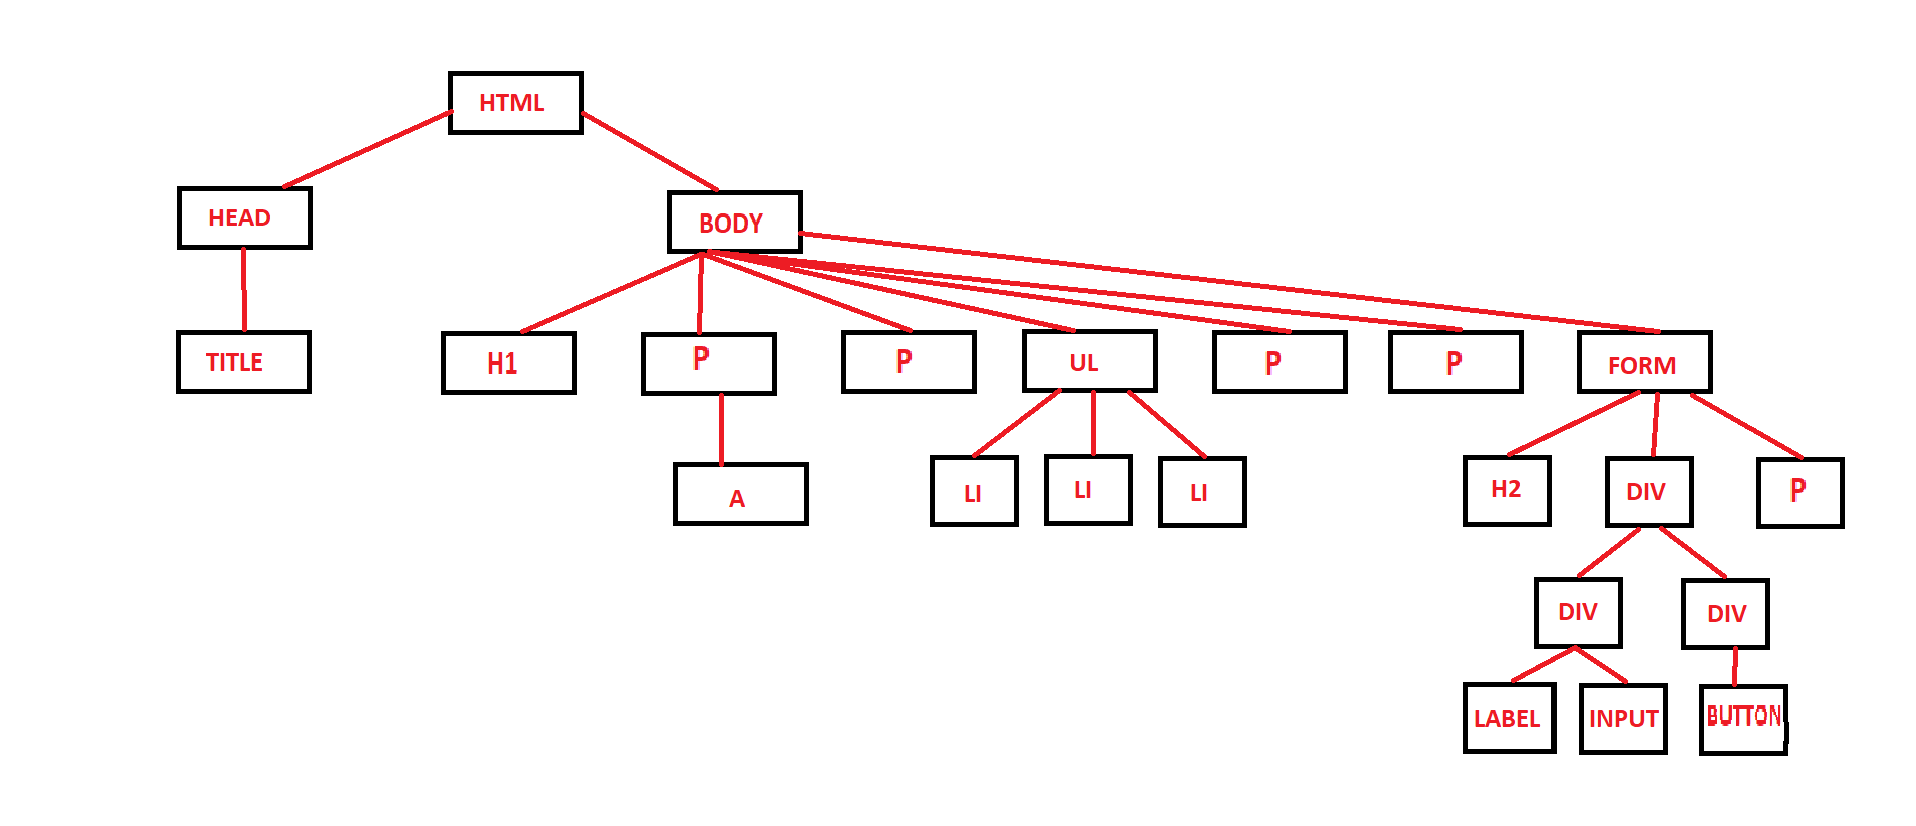 HTML
HEAD
BODY
TITLE
H1
P
P
UL
P
P
FORM
A
LI
LI
LI
H2
DIV
P
DIV
DIV
LABEL
INPUT
BUTTON